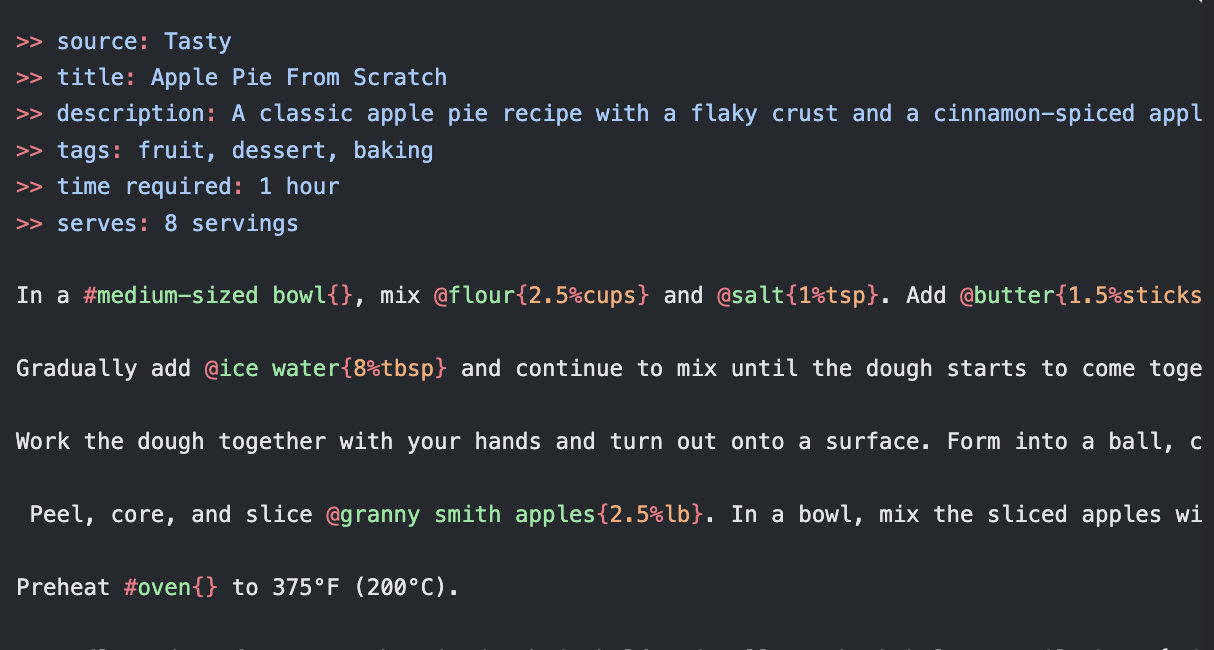 >> source: Tasty
>> title: Apple Pie From Scratch
>> description: A classic apple pie recipe with a flaky crust and a cinnamon-spiced appl
>> tags: fruit, dessert, baking
>> time required: 1 hour
>> serves: 8 servings
In a #medium-sized bowl{}, mix @flour{2.5%cups} and @salt{1%tsp}. Add @butter{1.5%sticks
Gradually add @ice water{8%tbsp} and continue to mix until the dough starts to come toge
Work the dough together with your hands and turn out onto a surface. Form into a ball, c
Peel, core, and slice @granny smith apples{2.5%lb}. In a bowl, mix the sliced apples wi
Preheat #oven{} to 375°F (200°C).